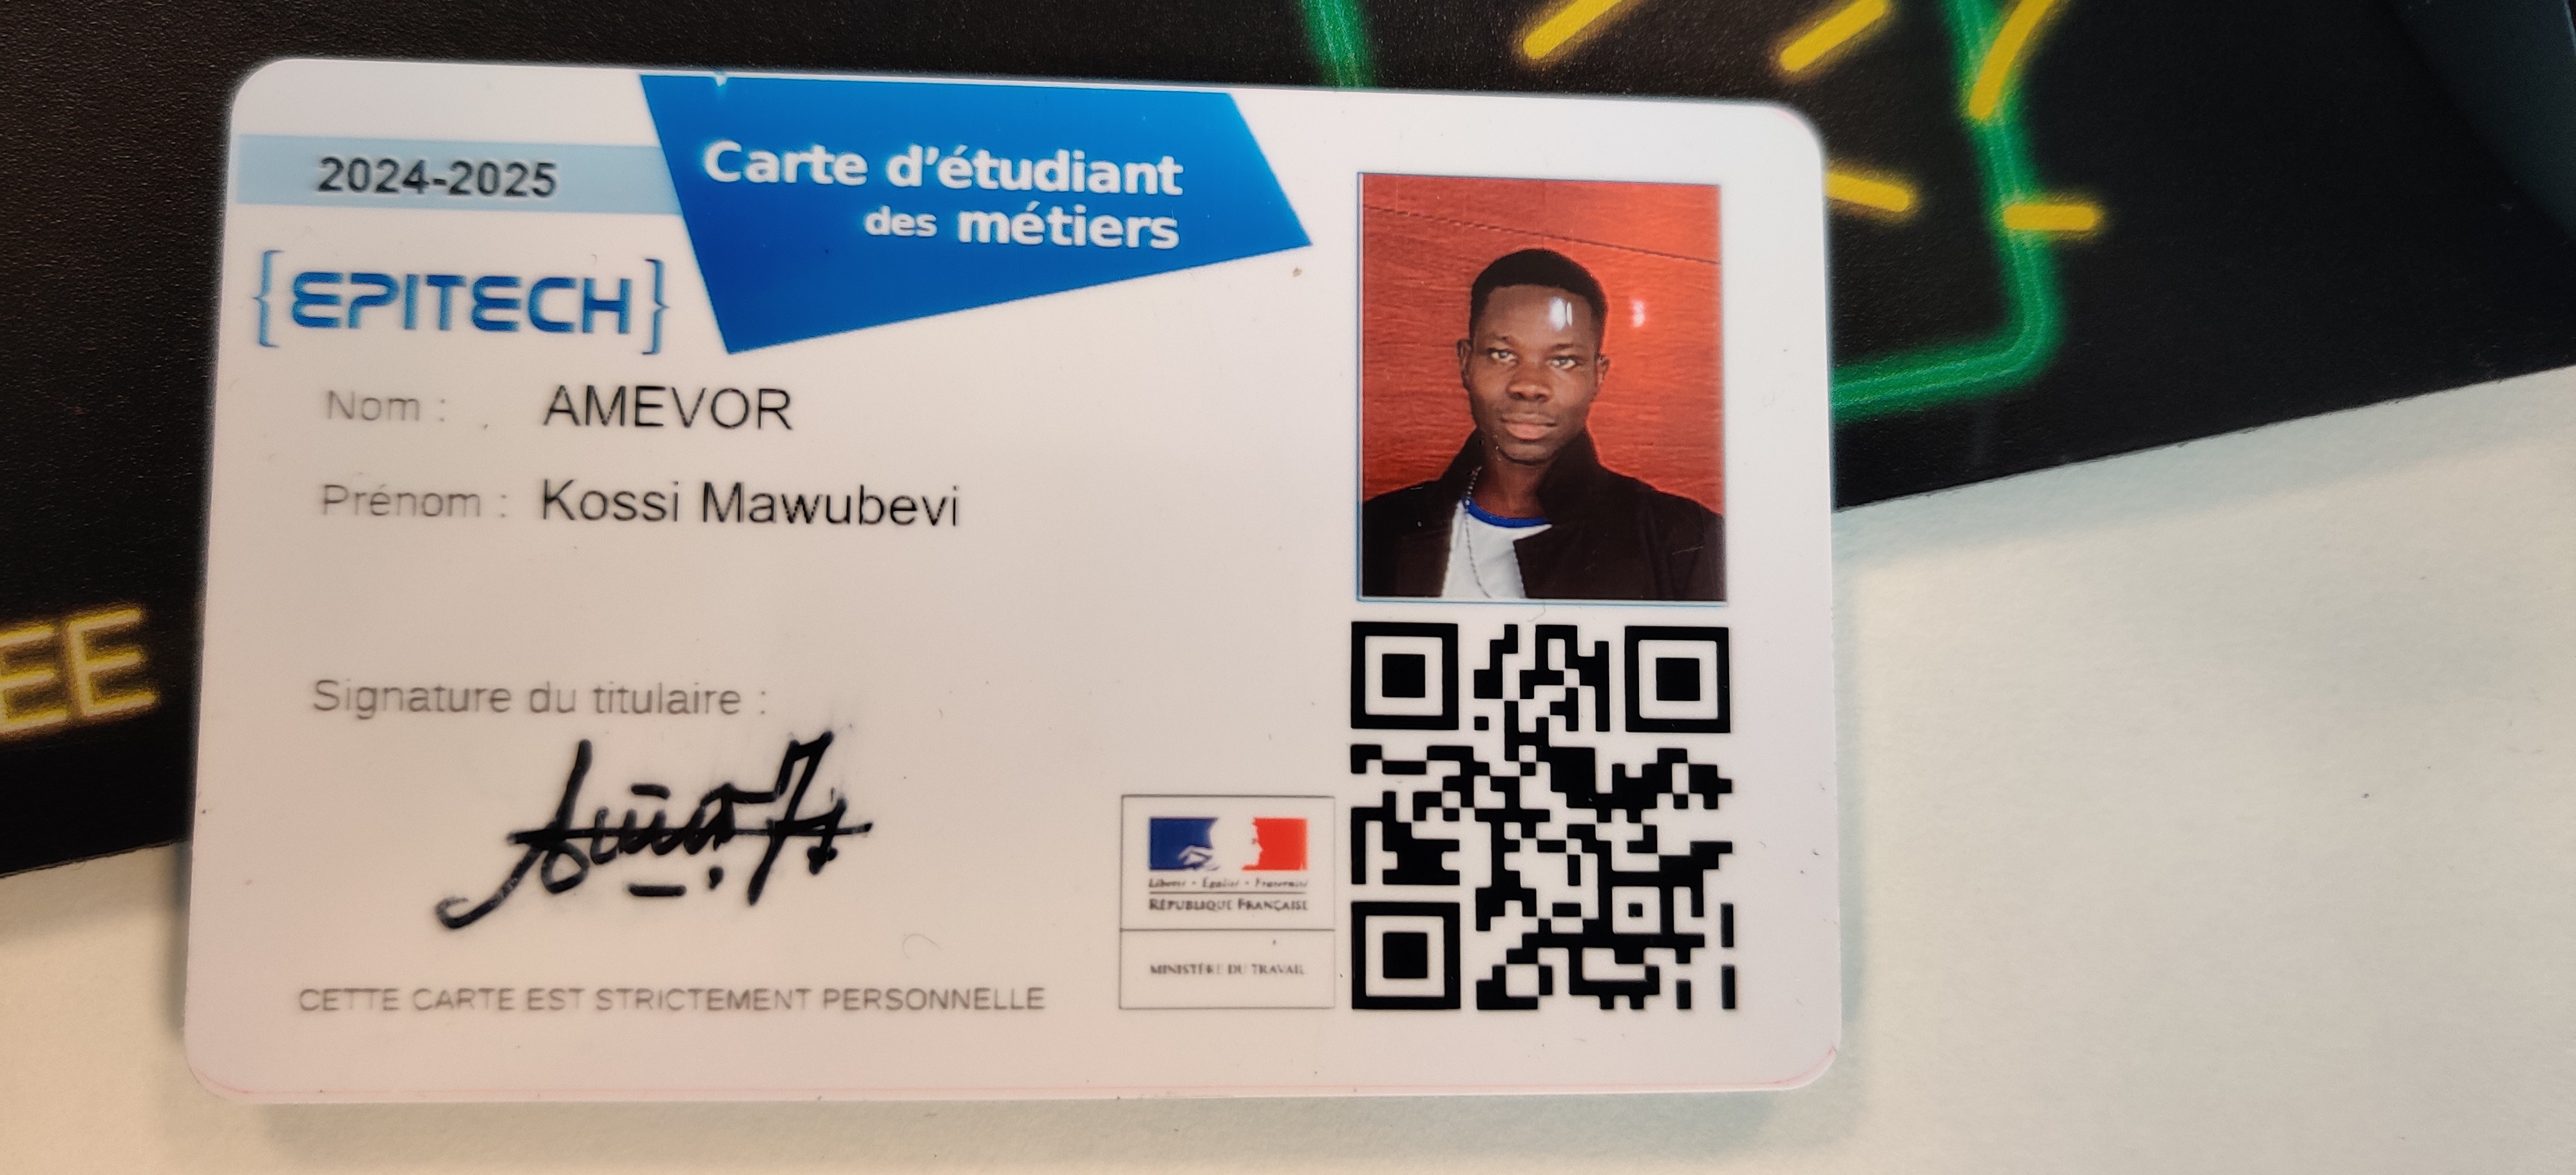 EE
2024-2025
Carte d'étudiant
des métiers
{EPITECH}
Nom : AMEVOR
Prénom : Kossi Mawubevi
Signature du titulaire :
CETTE CARTE EST STRICTEMENT PERSONNELLE
Liberté • Égalité • Fraternité
RÉPUBLIQUE FRANÇAISE
MINISTÈRE DU TRAVAIL